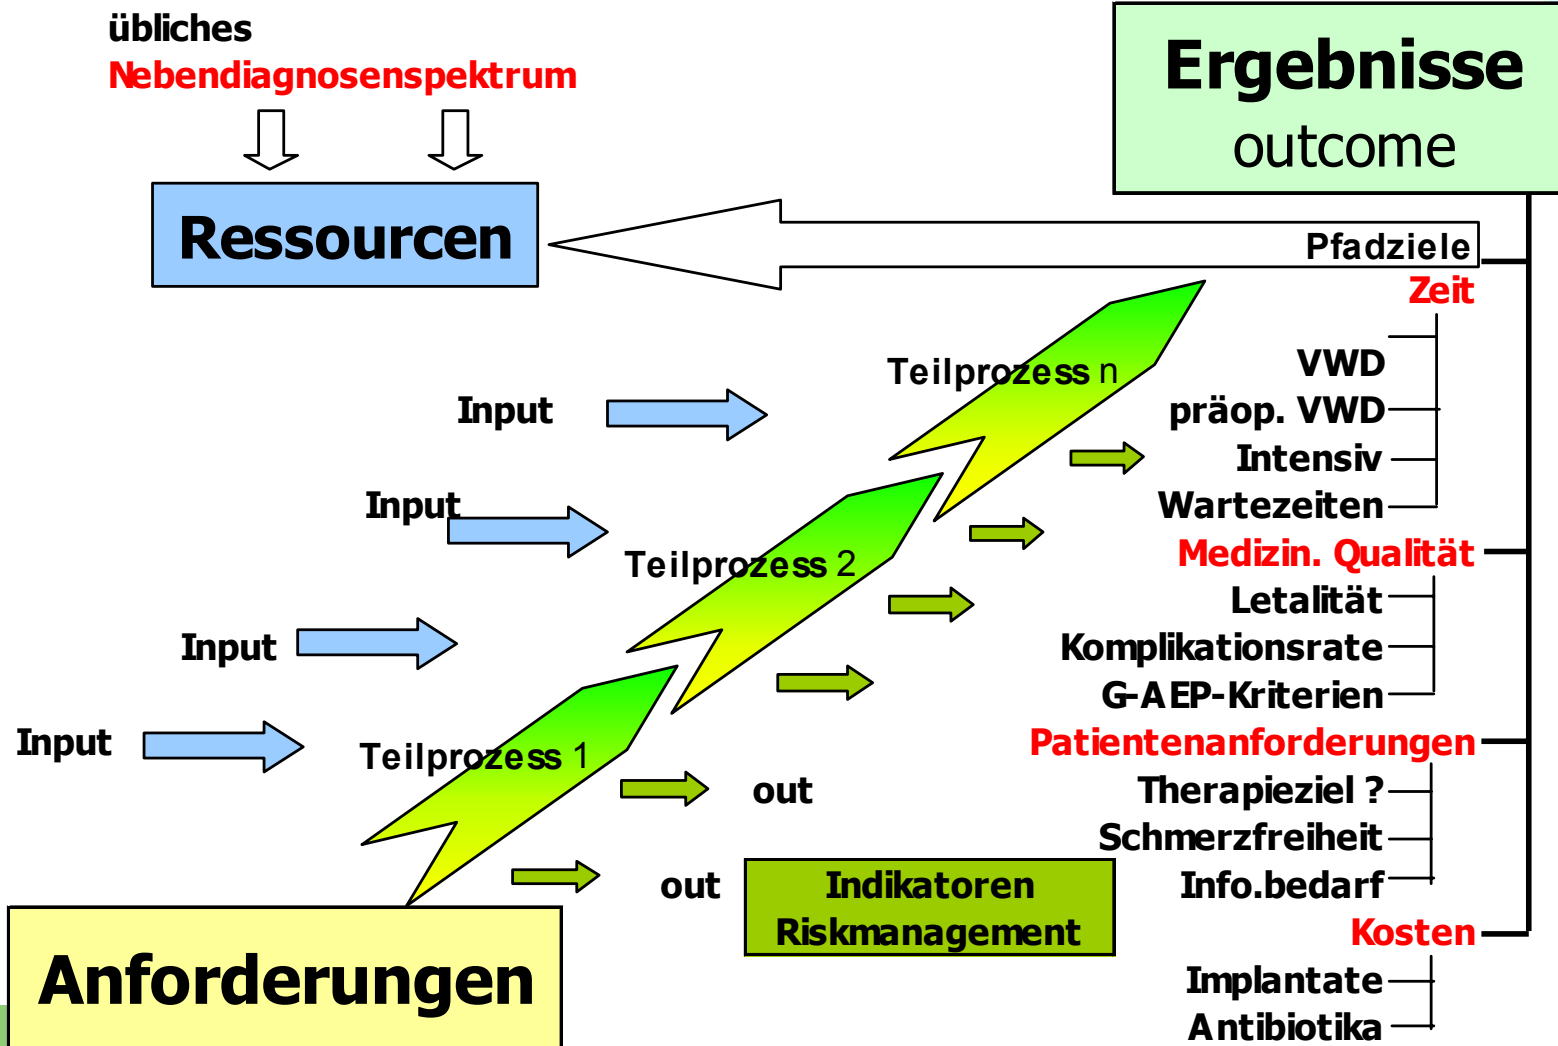 übliches
Nebendiagnosenspektrum
Ergebnisse
outcome
Ressourcen
Pfadziele
Zeit
VWD
präop. VWD
Intensiv
Wartezeiten
Medizin. Qualität
Letalität
Komplikationsrate
G-AEP-Kriterien
Patientenanforderungen
Therapieziel ?
Schmerzfreiheit
Info.bedarf
Kosten
Implantate
Antibiotika
Teilprozess n
Input
Input
Teilprozess 2
Input
Input
Teilprozess 1
out
out
Indikatoren
Riskmanagement
Anforderungen